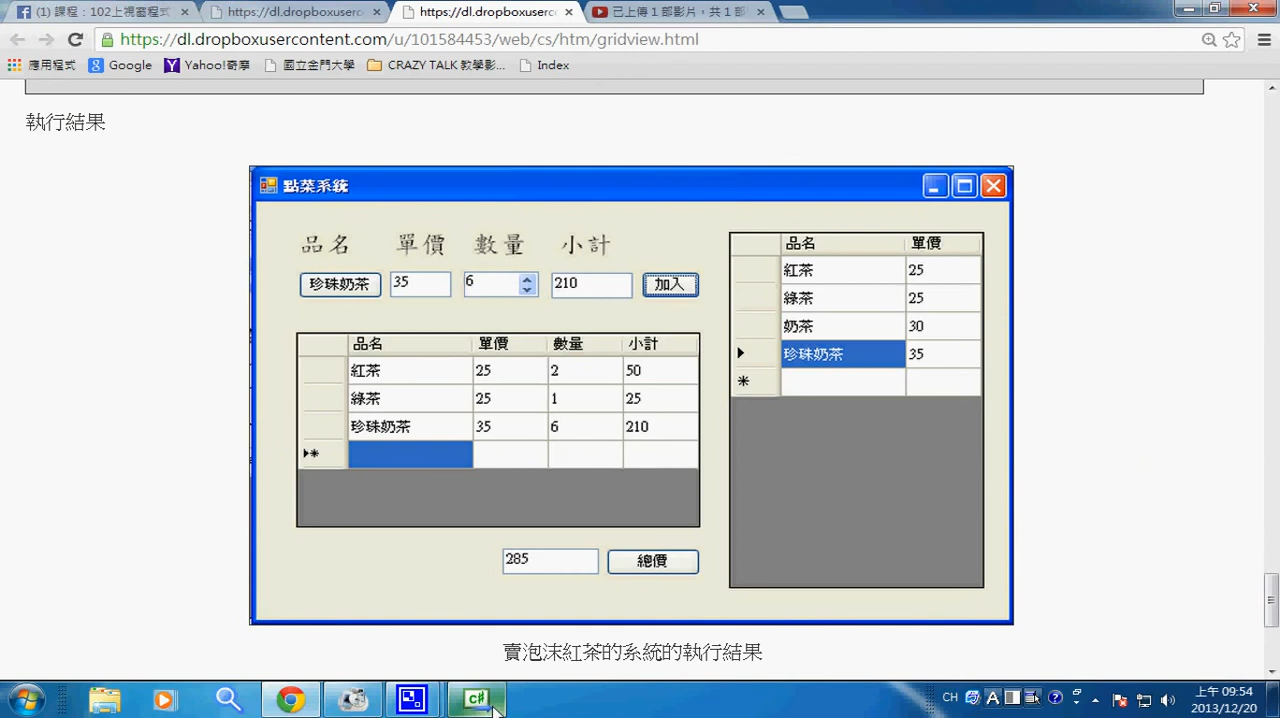 (1) 課程：102上視窗程式
https://dl.dropboxuserc
https://dl.dropboxuserc
已上傳 1 部影片，共 1 部
https://dl.dropboxusercontent.com/u/101584453/web/cs/htm/gridview.html
應用程式 Google Yahoo!奇摩 國立金門大學 CRAZY TALK 教學影... Index
執行結果
點菜系統
品名 單價 數量 小計
珍珠奶茶 35 6 210 加入
品名 單價 數量 小計
紅茶 25 2 50
綠茶 25 1 25
珍珠奶茶 35 6 210
285 總價
品名 單價
紅茶 25
綠茶 25
奶茶 30
珍珠奶茶 35
賣泡沫紅茶的系統的執行結果
C#
CH
上午 09:54
2013/12/20